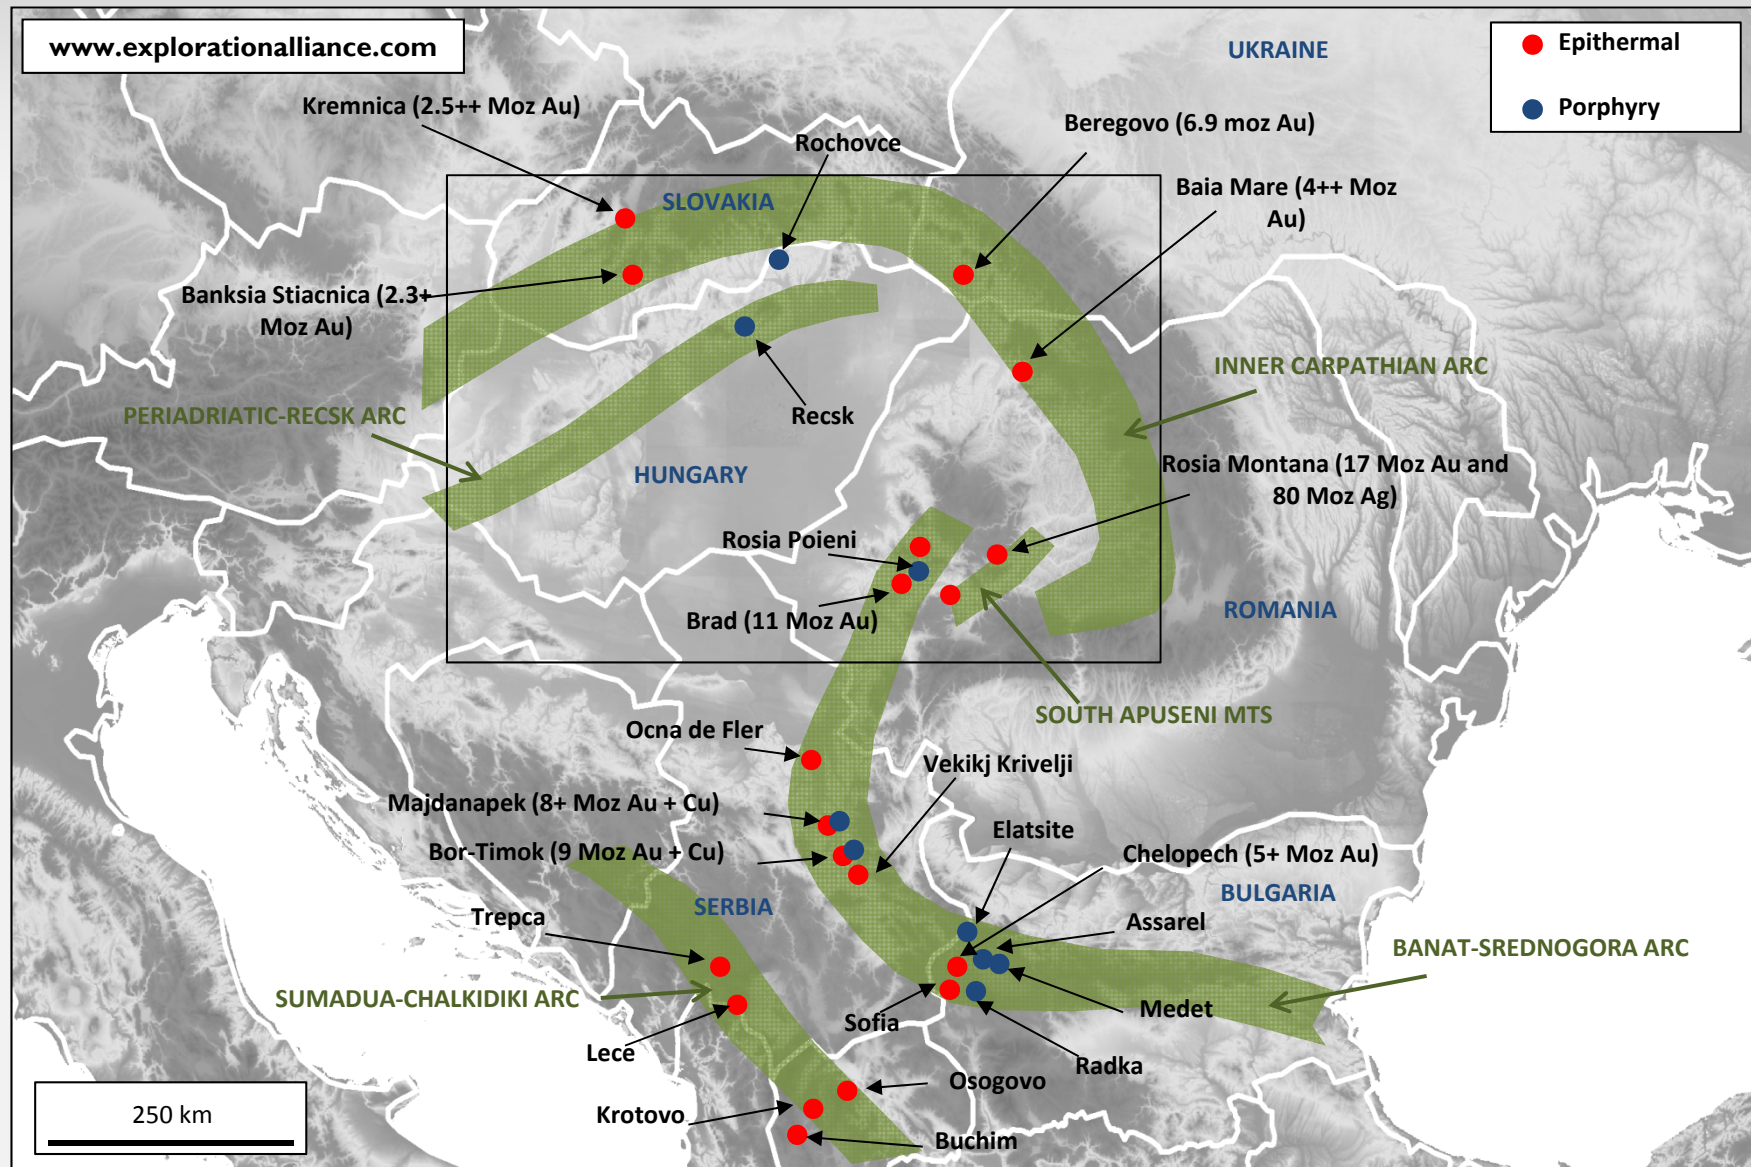 www.explorationalliance.com
UKRAINE
Epithermal
Porphyry
Kremnica (2.5++ Moz Au)
Rochovce
Beregovo (6.9 moz Au)
Baia Mare (4++ Moz
Au)
SLOVAKIA
Banksia Stiacnica (2.3+
Moz Au)
INNER CARPATHIAN ARC
PERIADRIATIC-RECSK ARC
Recsk
HUNGARY
Rosia Montana (17 Moz Au and
80 Moz Ag)
Rosia Poieni
Brad (11 Moz Au)
ROMANIA
SOUTH APUSENI MTS
Ocna de Fler
Vekikj Krivelji
Majdanapek (8+ Moz Au + Cu)
Elatsite
Bor-Timok (9 Moz Au + Cu)
Chelopech (5+ Moz Au)
BULGARIA
SERBIA
Trepca
Assarel
BANAT-SREDNOGORA ARC
SUMADUA-CHALKIDIKI ARC
Medet
Sofia
Lece
Radka
Osogovo
Krotovo
Buchim
250 km